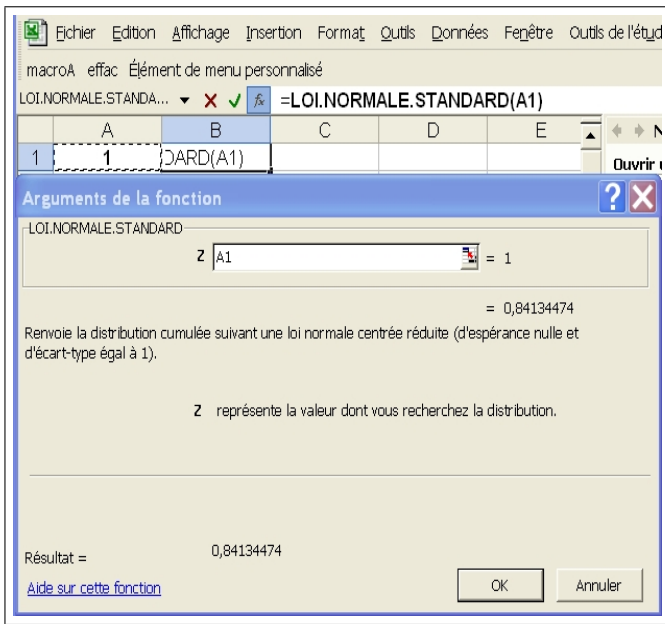 Fichier Edition Affichage Insertion Format Outils Données Fenêtre Outils de l'étud
macroA effac Élément de menu personnalisé
LOI.NORMALE.STANDA... =LOI.NORMALE.STANDARD(A1)
A B C D E
1 1 DARD(A1) Ouvrir
Arguments de la fonction
LOI.NORMALE.STANDARD
Z A1 = 1
= 0,84134474
Renvoie la distribution cumulée suivant une loi normale centrée réduite (d'espérance nulle et
d'écart-type égal à 1).
Z représente la valeur dont vous recherchez la distribution.
Résultat = 0,84134474
Aide sur cette fonction OK Annuler